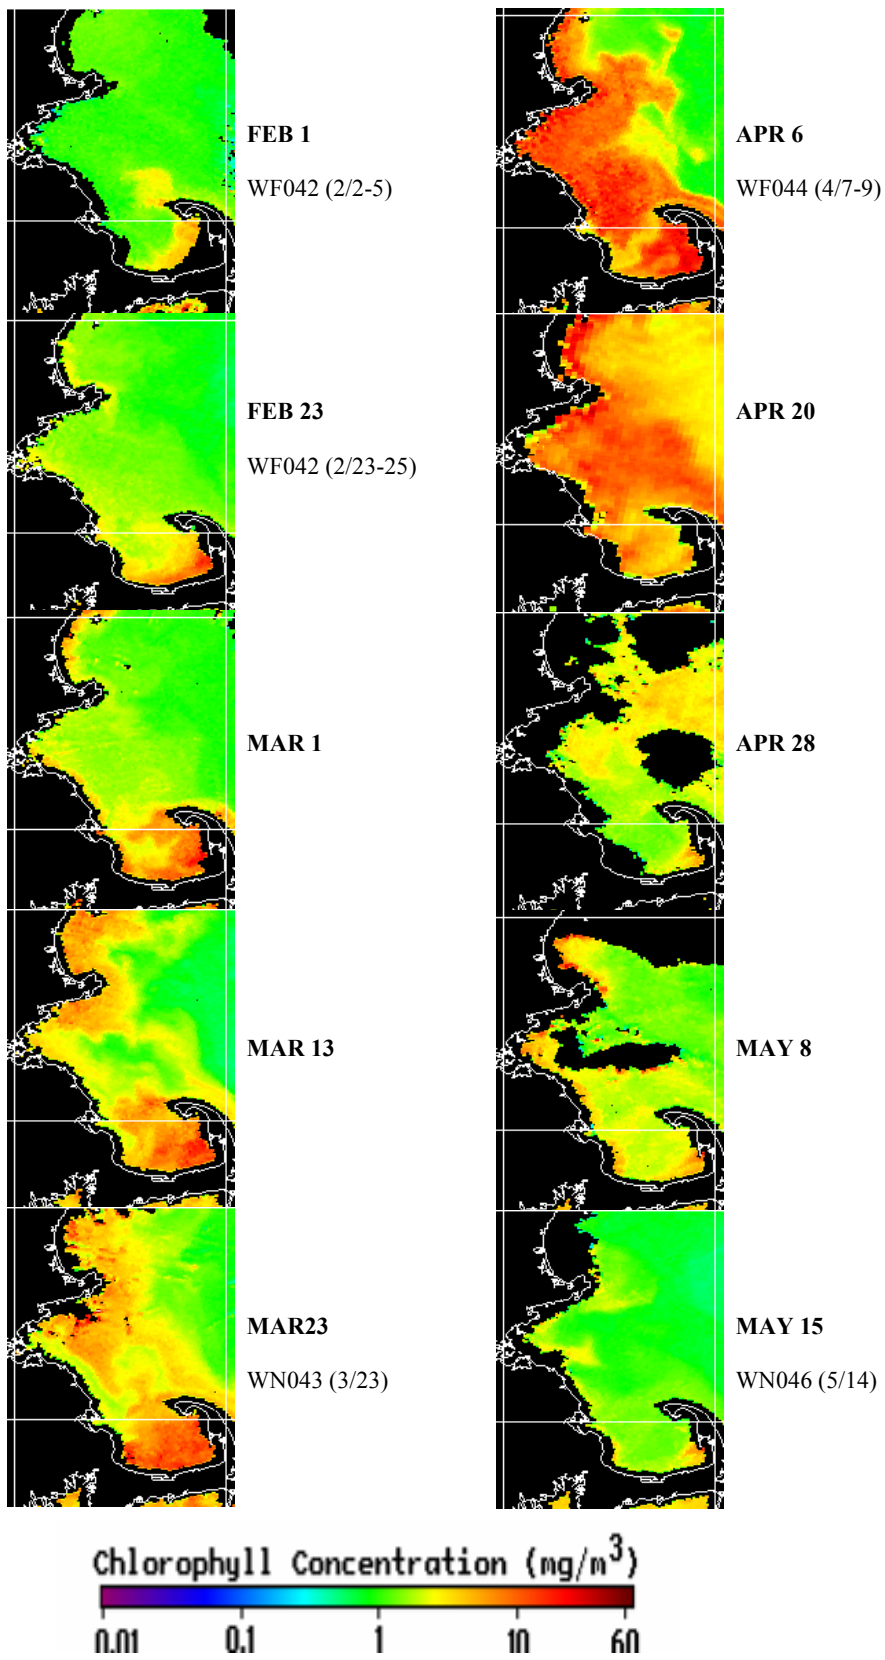 FEB 1
WF042 (2/2-5)
FEB 23
WF042 (2/23-25)
MAR 1
MAR 13
MAR23
WN043 (3/23)
APR 6
WF044 (4/7-9)
APR 20
APR 28
MAY 8
MAY 15
WN046 (5/14)
Chlorophyll Concentration (mg/m³)
0.01 0.1 1 10 60